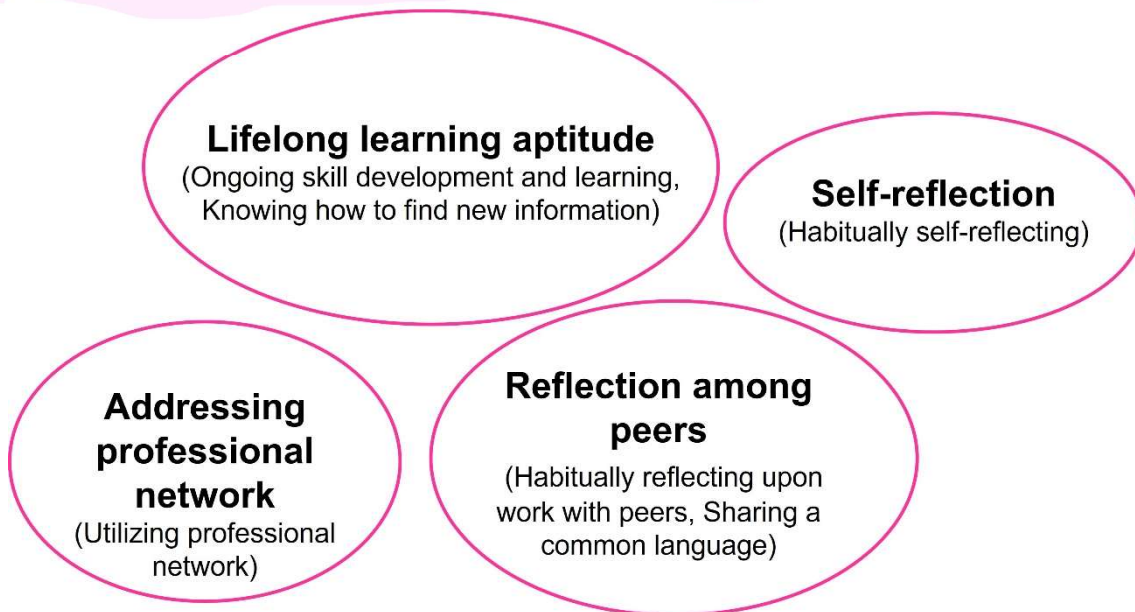 Lifelong learning aptitude
(Ongoing skill development and learning,
Knowing how to find new information)
Self-reflection
(Habitually self-reflecting)
Addressing
professional
network
(Utilizing professional
network)
Reflection among
peers
(Habitually reflecting upon
work with peers, Sharing a
common language)